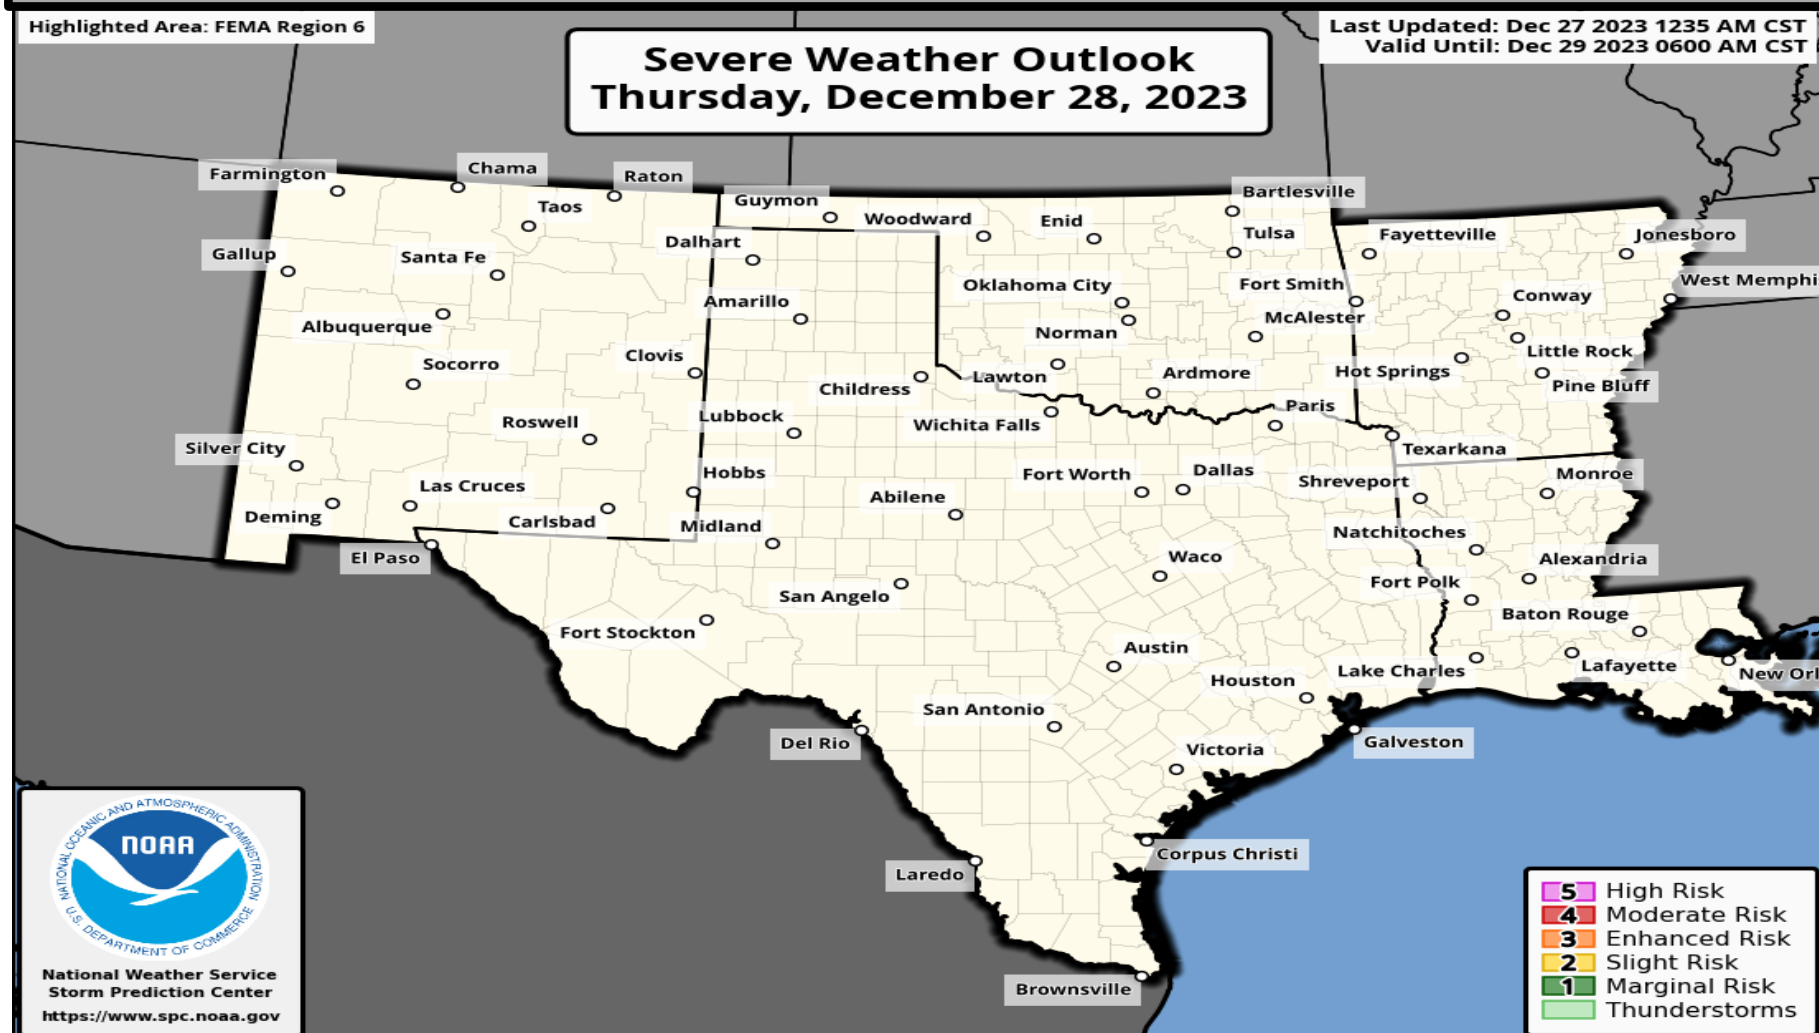 Highlighted Area: FEMA Region 6
Severe Weather Outlook
Thursday, December 28, 2023
Last Updated: Dec 27 2023 1235 AM CST
Valid Until: Dec 29 2023 0600 AM CST
Farmington
Chama
Raton
Taos
Guymon
Woodward
Enid
Bartlesville
Gallup
Santa Fe
Dalhart
Tulsa
Fayetteville
Jonesboro
Albuquerque
Amarillo
Oklahoma City
Fort Smith
Conway
West Memphi
Norman
McAlester
Socorro
Clovis
Childress
Lawton
Ardmore
Hot Springs
Little Rock
Pine Bluff
Roswell
Lubbock
Wichita Falls
Paris
Texarkana
Silver City
Las Cruces
Hobbs
Abilene
Fort Worth
Dallas
Shreveport
Monroe
Deming
Carlsbad
Midland
Natchitoches
El Paso
San Angelo
Waco
Fort Polk
Alexandria
Fort Stockton
Austin
Baton Rouge
Houston
Lake Charles
Lafayette
New Orl
San Antonio
Del Rio
Victoria
Galveston
Laredo
Corpus Christi
Brownsville
NATIONAL OCEANIC AND ATMOSPHERIC ADMINISTRATION
NOAA
U.S. DEPARTMENT OF COMMERCE
National Weather Service
Storm Prediction Center
https://www.spc.noaa.gov
5 High Risk
4 Moderate Risk
3 Enhanced Risk
2 Slight Risk
1 Marginal Risk
Thunderstorms